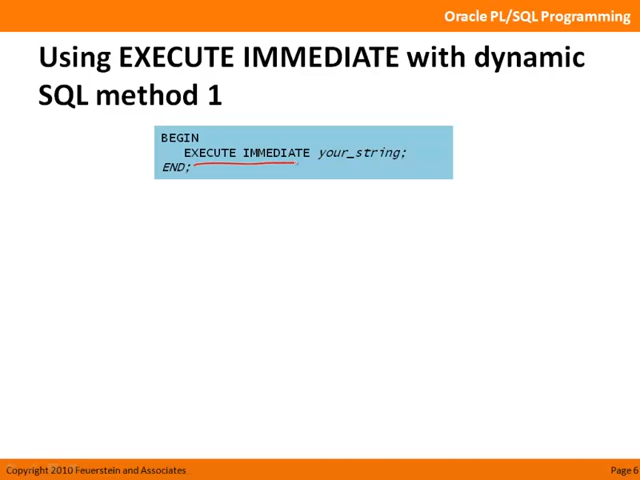 Oracle PL/SQL Programming
Using EXECUTE IMMEDIATE with dynamic
SQL method 1
BEGIN
EXECUTE IMMEDIATE your_string;
END;
Copyright 2010 Feuerstein and Associates
Page 6